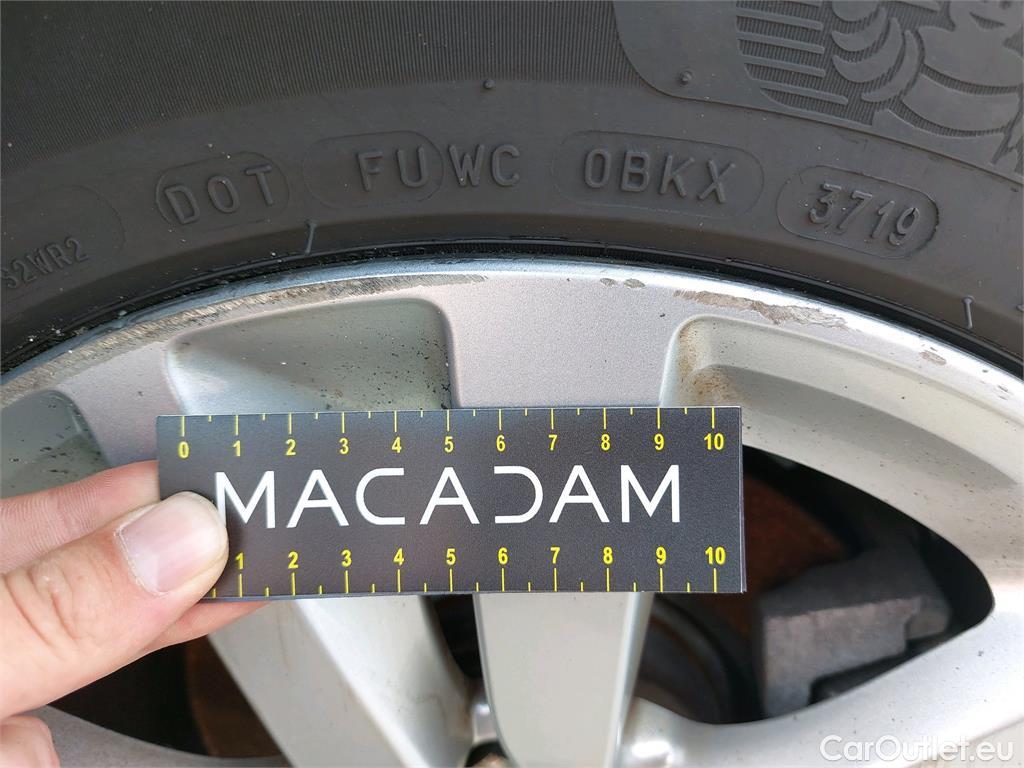 DOT FUWC 0BKX 3719
S2WR2
0 1 2 3 4 5 6 7 8 9 10
MACADAM
1 2 3 4 5 6 7 8 9 10
CarOutlet.eu